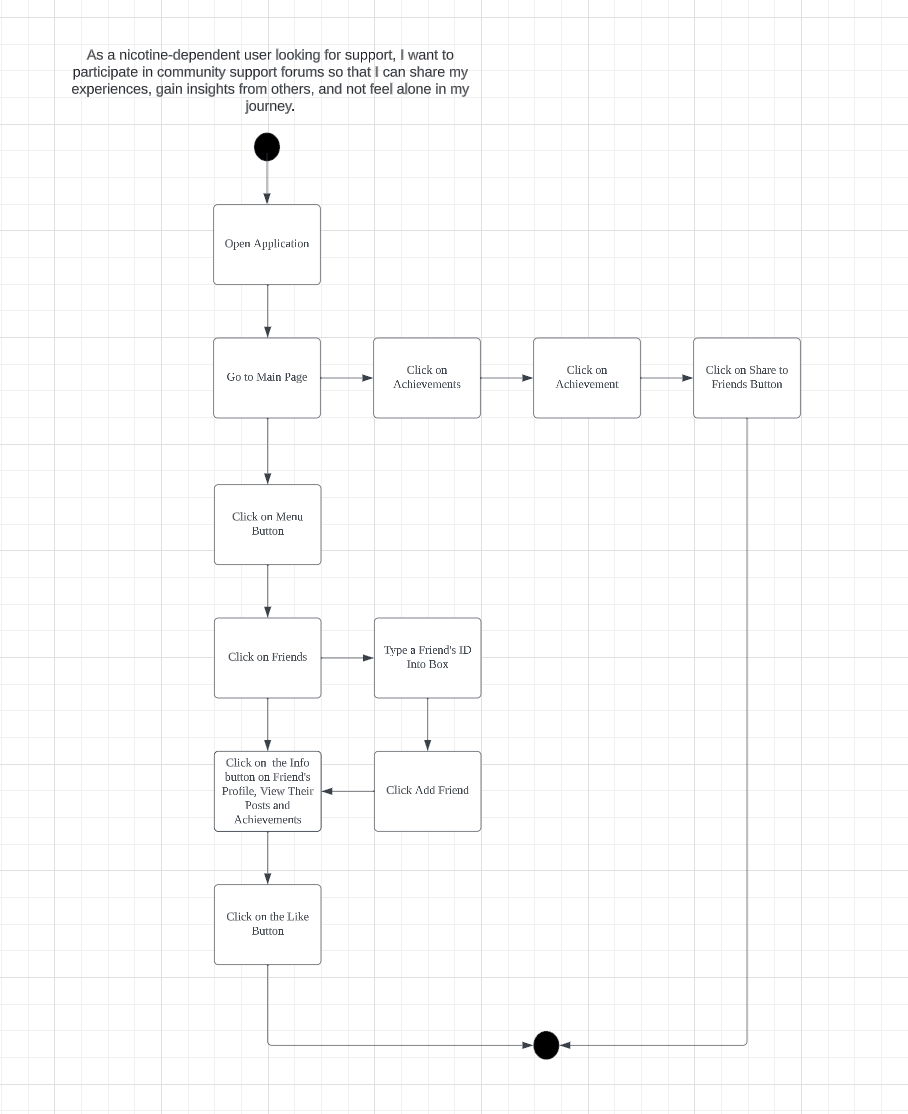 As a nicotine-dependent user looking for support, I want to
participate in community support forums so that I can share my
experiences, gain insights from others, and not feel alone in my
journey.
Open Application
Go to Main Page
Click on
Achievements
Click on
Achievement
Click on Share to
Friends Button
Click on Menu
Button
Click on Friends
Type a Friend's ID
Into Box
Click on the Info
button on Friend's
Profile, View Their
Posts and
Achievements
Click Add Friend
Click on the Like
Button